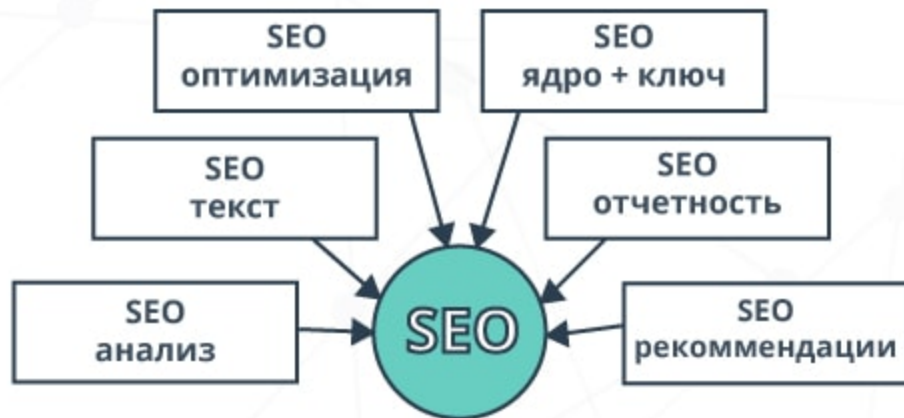 SEO
оптимизация
SEO
ядро + ключ
SEO
текст
SEO
отчетность
SEO
анализ
SEO
SEO
рекоммендации